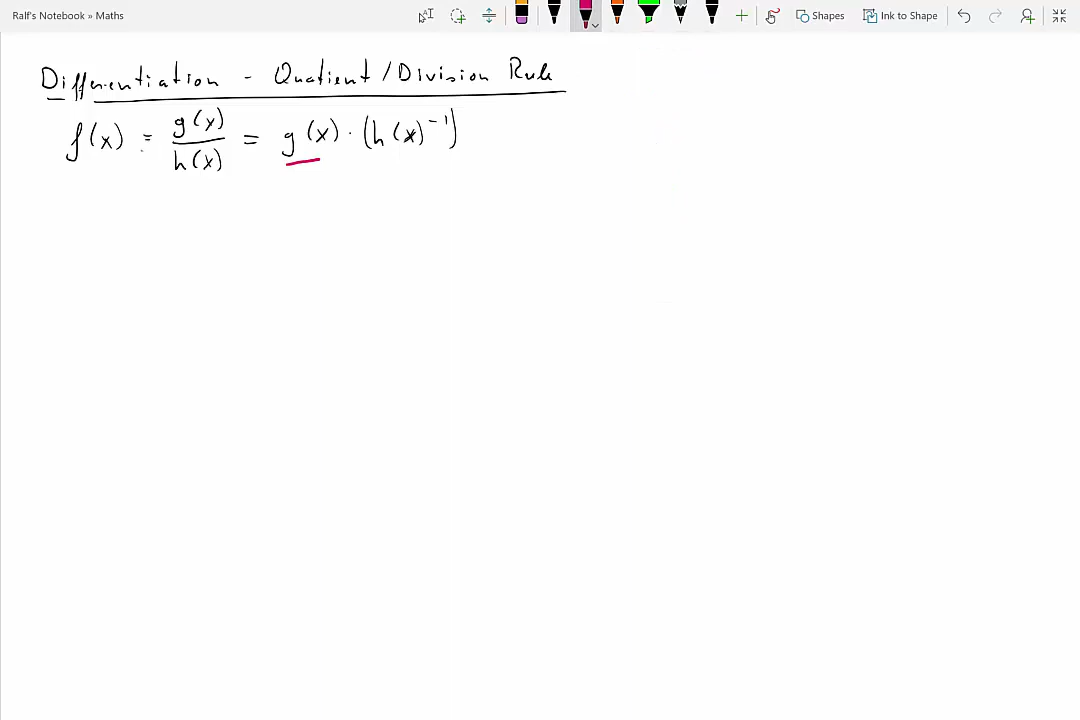 Ralf's Notebook » Maths
Shapes
Ink to Shape
Differentiation - Quotient / Division Rule
f(x) = g(x)/h(x) = g(x) · (h(x)⁻¹)